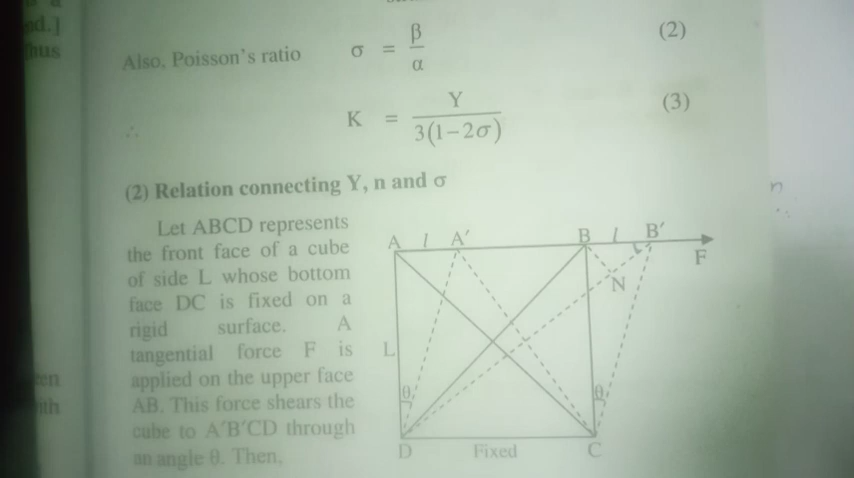 nd.]
Thus
Also, Poisson's ratio σ = β/α (2)
∴ K = Y/3(1−2σ) (3)
(2) Relation connecting Y, n and σ
Let ABCD represents
the front face of a cube
of side L whose bottom
face DC is fixed on a
rigid surface. A
tangential force F is
applied on the upper face
AB. This force shears the
cube to A′B′CD through
an angle θ. Then,
A l A′ B l B′
F
N
L
θ θ
D Fixed C
n